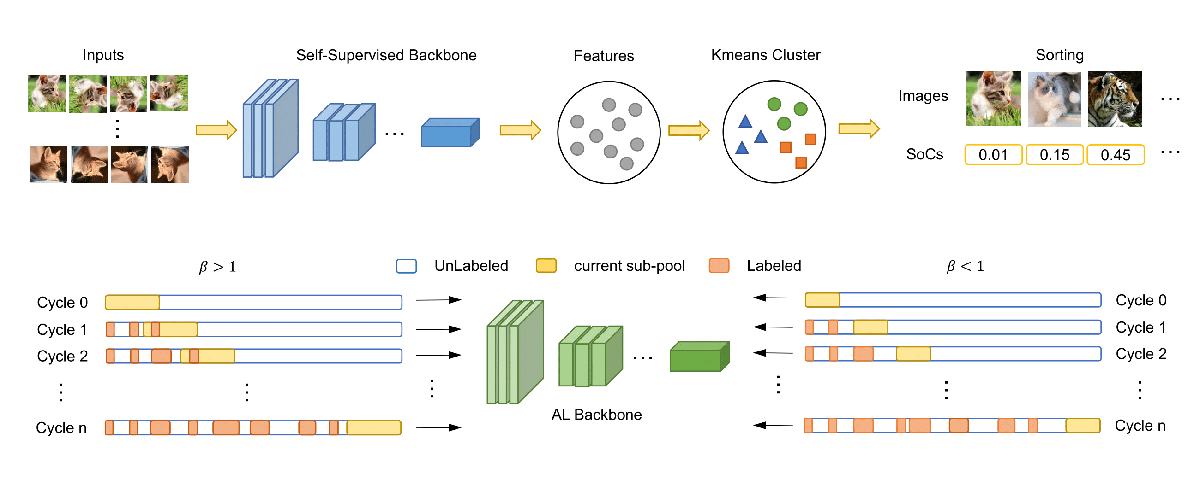 Inputs
Self-Supervised Backbone
Features
Kmeans Cluster
Sorting
Images
...
SoCs
0.01
0.15
0.45
...
β > 1
UnLabeled
current sub-pool
Labeled
β < 1
Cycle 0
Cycle 1
Cycle 2
Cycle n
AL Backbone
Cycle 0
Cycle 1
Cycle 2
Cycle n